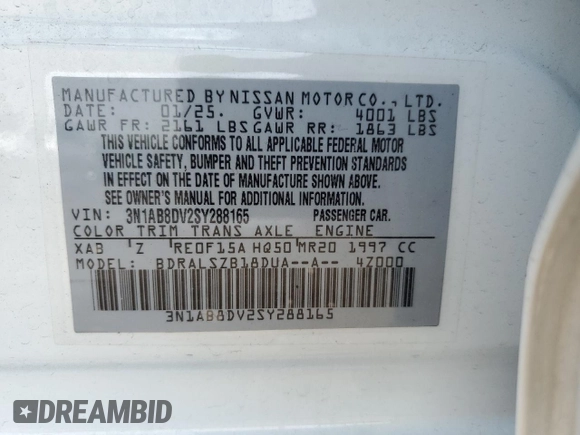 MANUFACTURED BY NISSAN MOTOR CO., LTD.
DATE: 01/25. GVWR: 4001 LBS
GAWR FR: 2161 LBS GAWR RR: 1863 LBS
THIS VEHICLE CONFORMS TO ALL APPLICABLE FEDERAL MOTOR
VEHICLE SAFETY, BUMPER AND THEFT PREVENTION STANDARDS
IN EFFECT ON THE DATE OF MANUFACTURE SHOWN ABOVE.
SEE OWNER'S MANUAL FOR ADDITIONAL INFORMATION.
VIN: 3N1AB8DV2SY288165 PASSENGER CAR.
COLOR TRIM TRANS AXLE ENGINE
XAB Z RE0F15A HQ50 MR20 1997 CC
MODEL: BDRALSZB18DUA--A-- 4Z000
3N1AB8DV2SY288165
DREAMBID